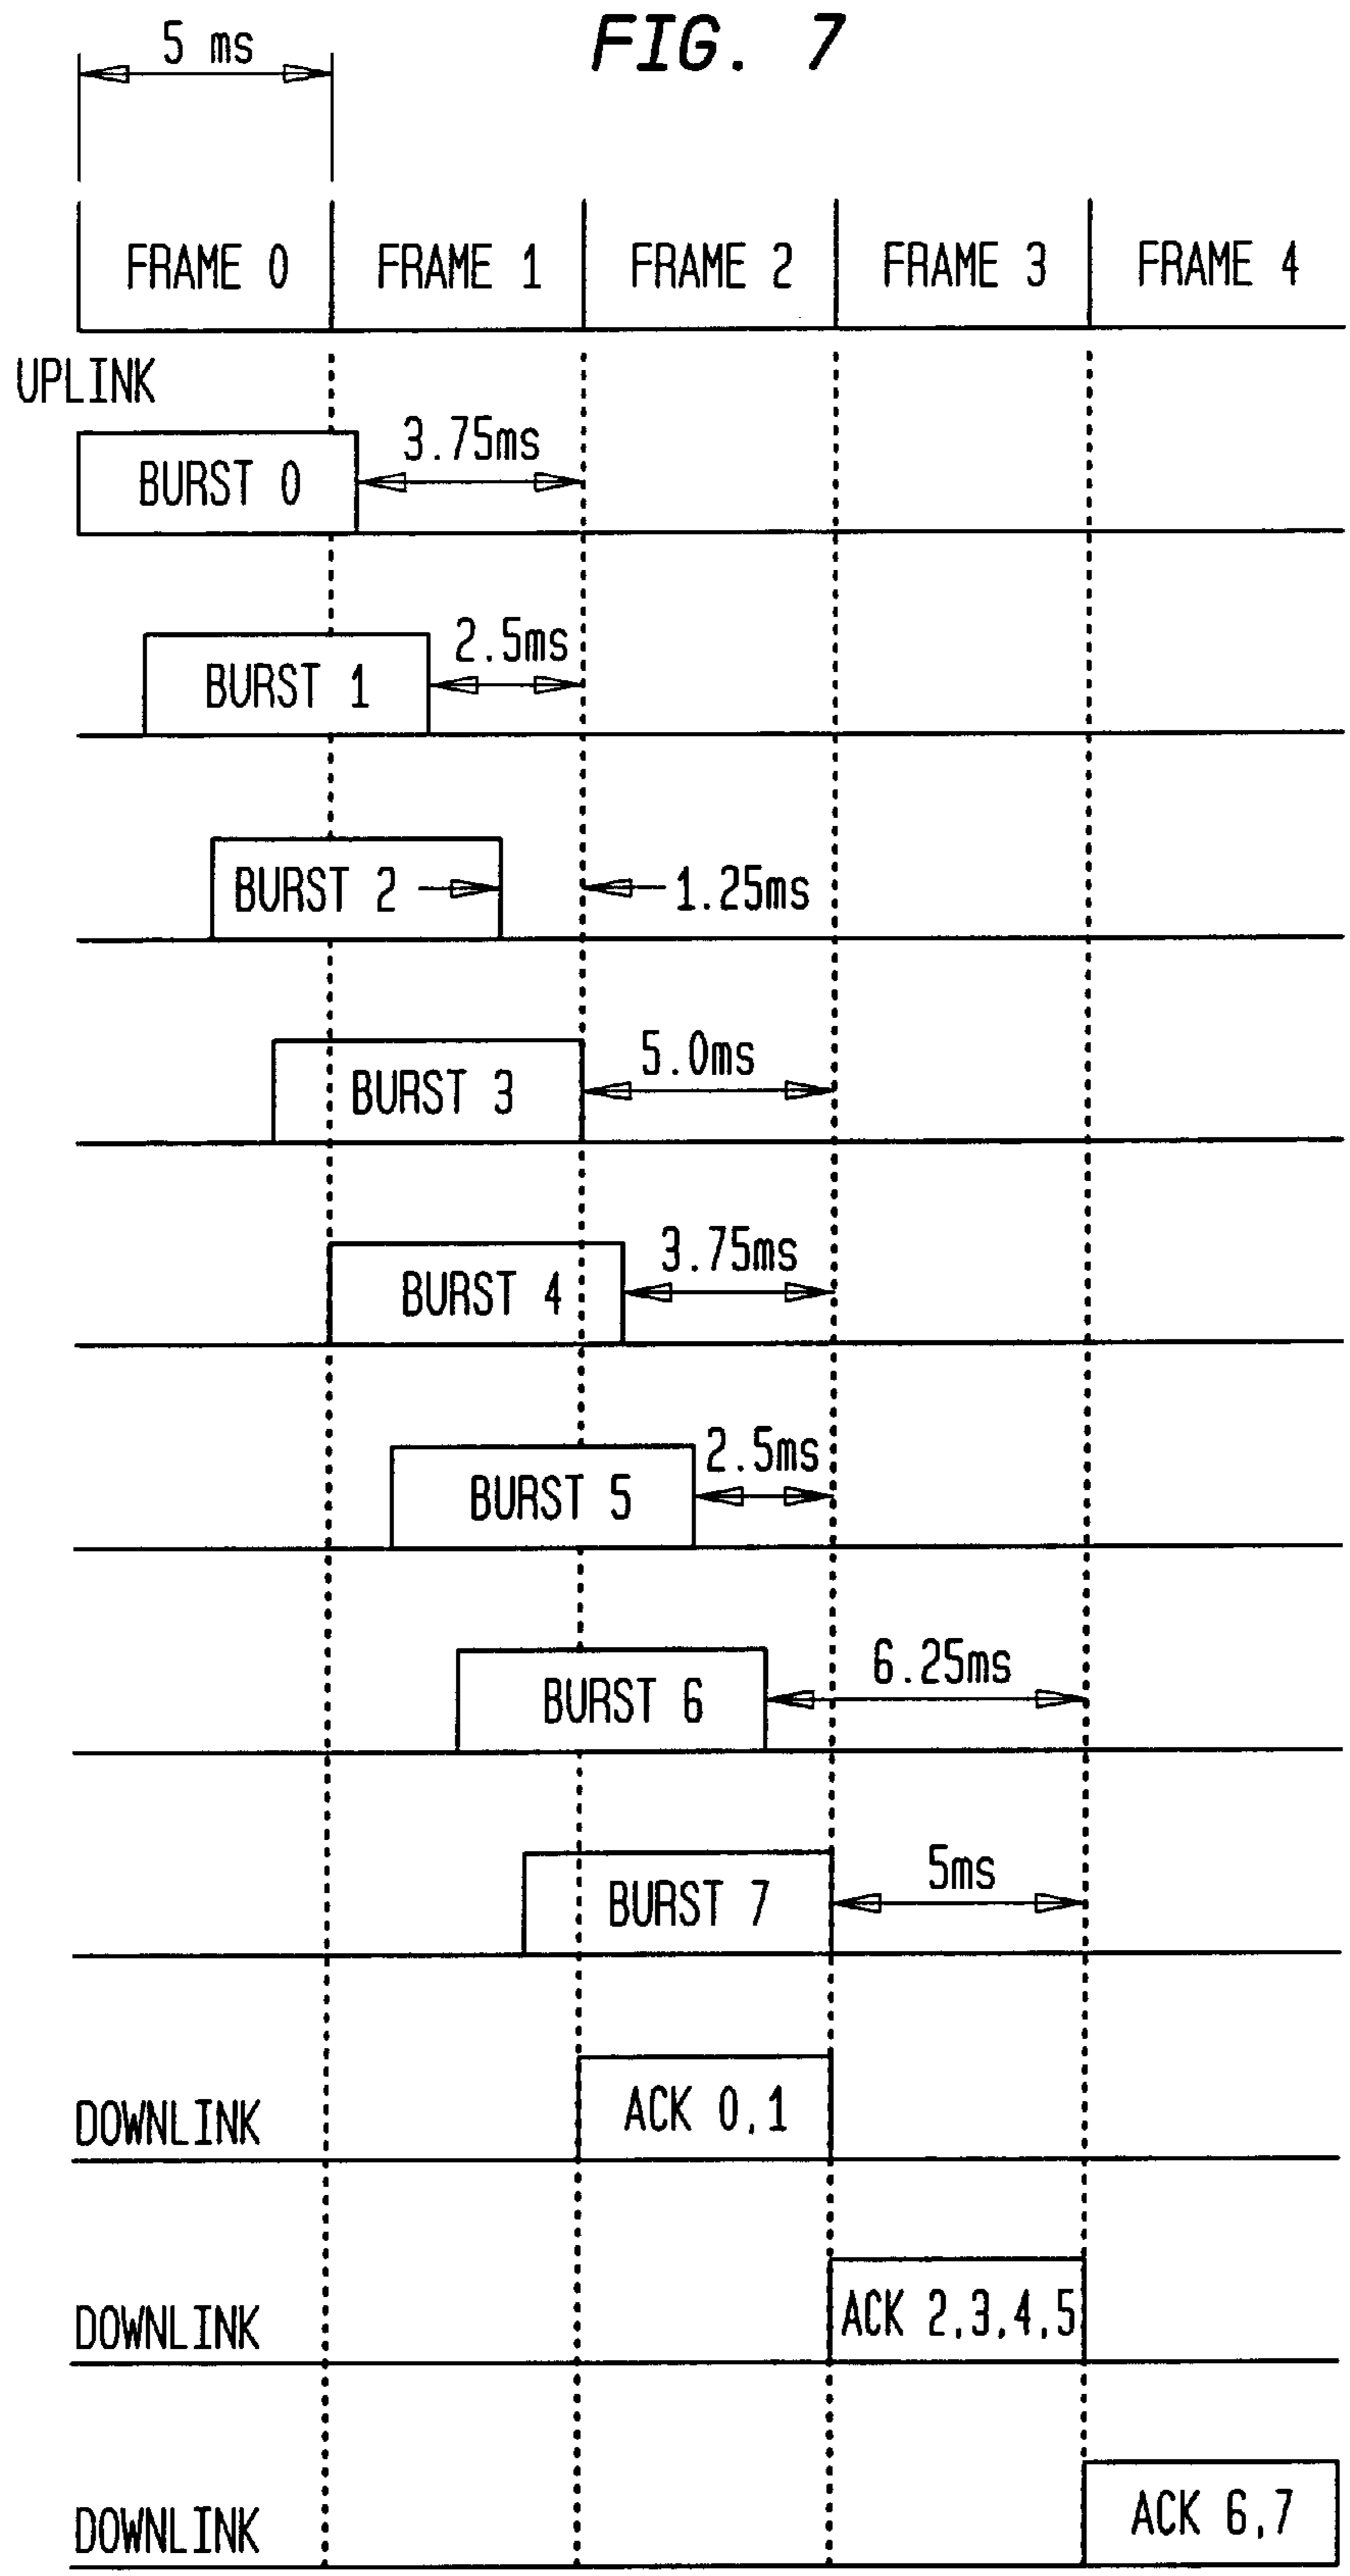 FIG. 7
5 ms
FRAME 0 FRAME 1 FRAME 2 FRAME 3 FRAME 4
UPLINK
BURST 0 3.75ms
BURST 1 2.5ms
BURST 2 1.25ms
BURST 3 5.0ms
BURST 4 3.75ms
BURST 5 2.5ms
BURST 6 6.25ms
BURST 7 5ms
DOWNLINK ACK 0,1
DOWNLINK ACK 2,3,4,5
DOWNLINK ACK 6,7